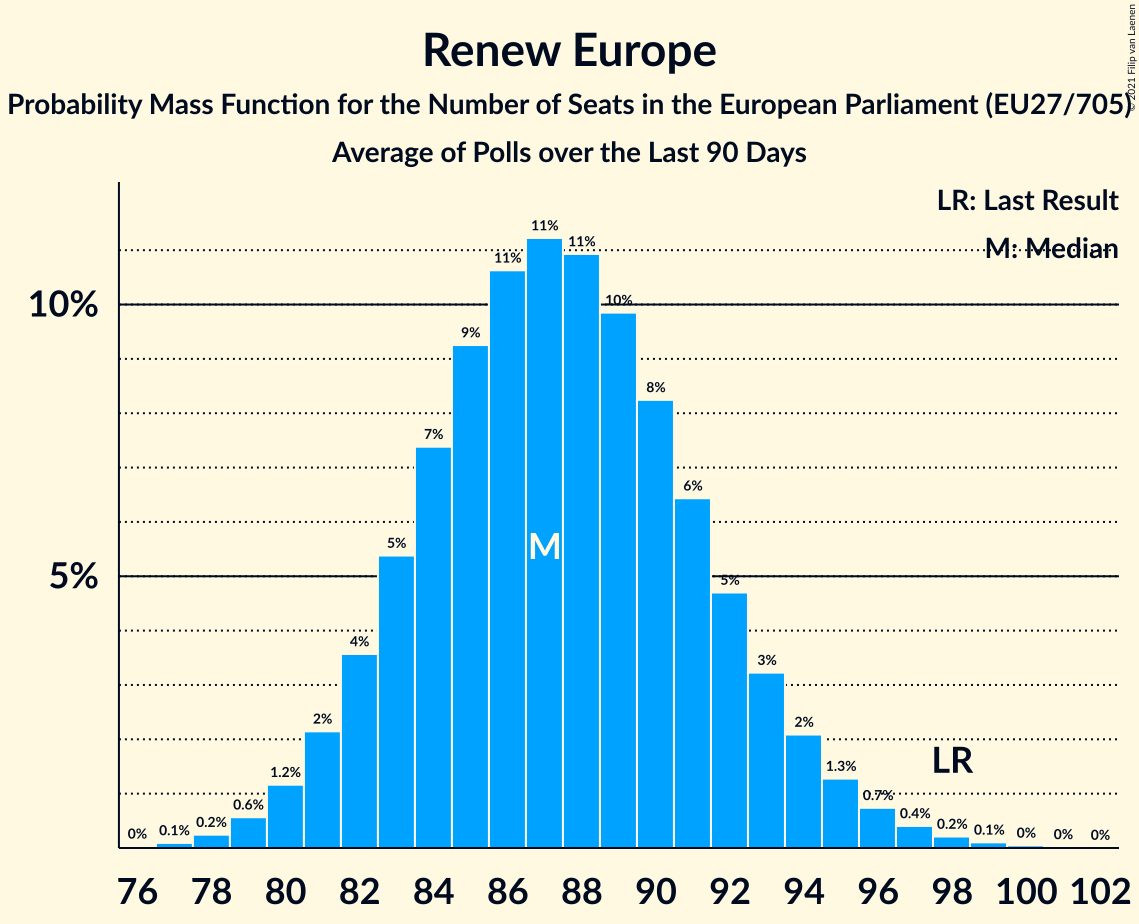 Renew Europe
Probability Mass Function for the Number of Seats in the European Parliament (EU27/705)
Average of Polls over the Last 90 Days
© 2021 Filip van Laenen
LR: Last Result
M: Median
10%
5%
0% 0.1% 0.2% 0.6% 1.2% 2% 4% 5% 7% 9% 11% 11% 11% 10% 8% 6% 5% 3% 2% 1.3% 0.7% 0.4% 0.2% 0.1% 0% 0% 0%
M
LR
76 78 80 82 84 86 88 90 92 94 96 98 100 102